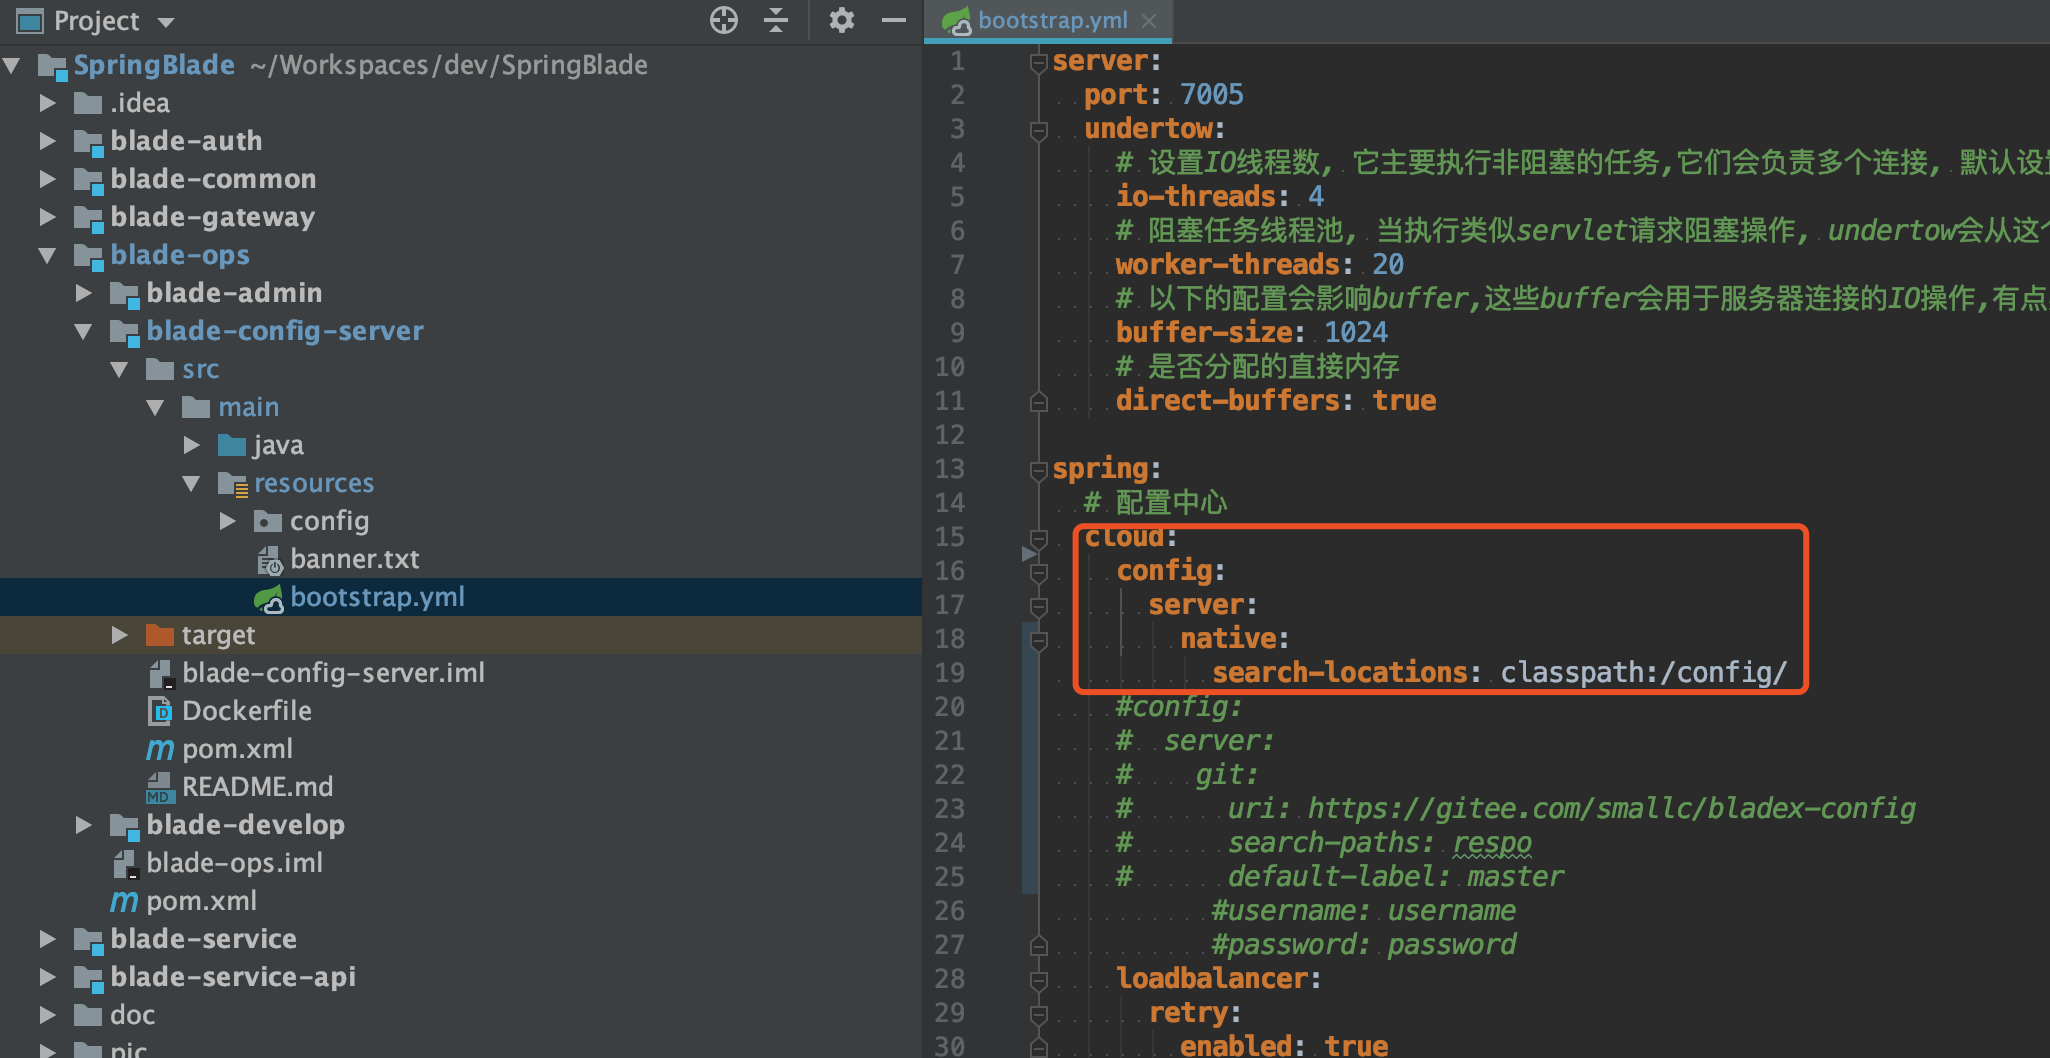 Project
SpringBlade ~/Workspaces/dev/SpringBlade
.idea
blade-auth
blade-common
blade-gateway
blade-ops
blade-admin
blade-config-server
src
main
java
resources
config
banner.txt
bootstrap.yml
target
blade-config-server.iml
Dockerfile
pom.xml
README.md
blade-develop
blade-ops.iml
pom.xml
blade-service
blade-service-api
doc
pic
bootstrap.yml
1 server:
2 port: 7005
3 undertow:
4 # 设置IO线程数, 它主要执行非阻塞的任务,它们会负责多个连接, 默认设
5 io-threads: 4
6 # 阻塞任务线程池, 当执行类似servlet请求阻塞操作, undertow会从这
7 worker-threads: 20
8 # 以下的配置会影响buffer,这些buffer会用于服务器连接的IO操作,有点
9 buffer-size: 1024
10 # 是否分配的直接内存
11 direct-buffers: true
12
13 spring:
14 # 配置中心
15 cloud:
16 config:
17 server:
18 native:
19 search-locations: classpath:/config/
20 #config:
21 # server:
22 # git:
23 # uri: https://gitee.com/smallc/bladex-config
24 # search-paths: respo
25 # default-label: master
26 #username: username
27 #password: password
28 loadbalancer:
29 retry:
30 enabled: true